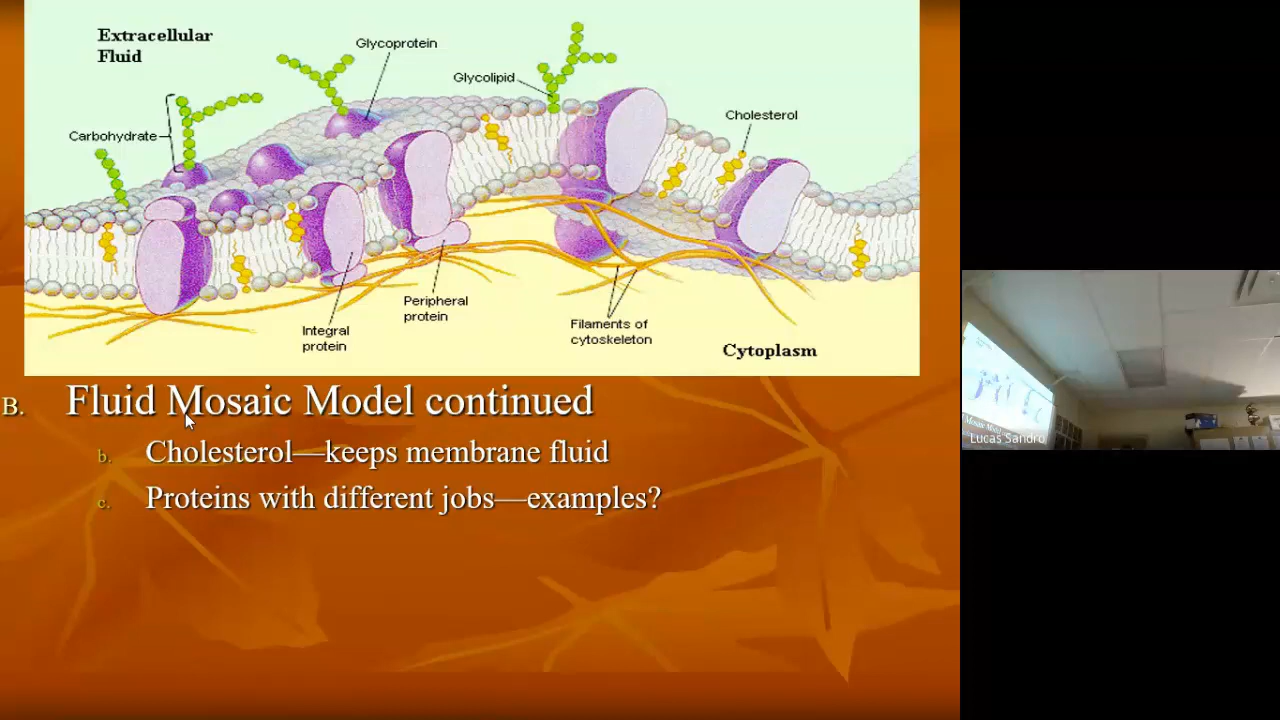 Extracellular
Fluid
Glycoprotein
Glycolipid
Cholesterol
Carbohydrate
Peripheral
protein
Integral
protein
Filaments of
cytoskeleton
Cytoplasm
B. Fluid Mosaic Model continued
b. Cholesterol—keeps membrane fluid
c. Proteins with different jobs—examples?
Lucas Sandro